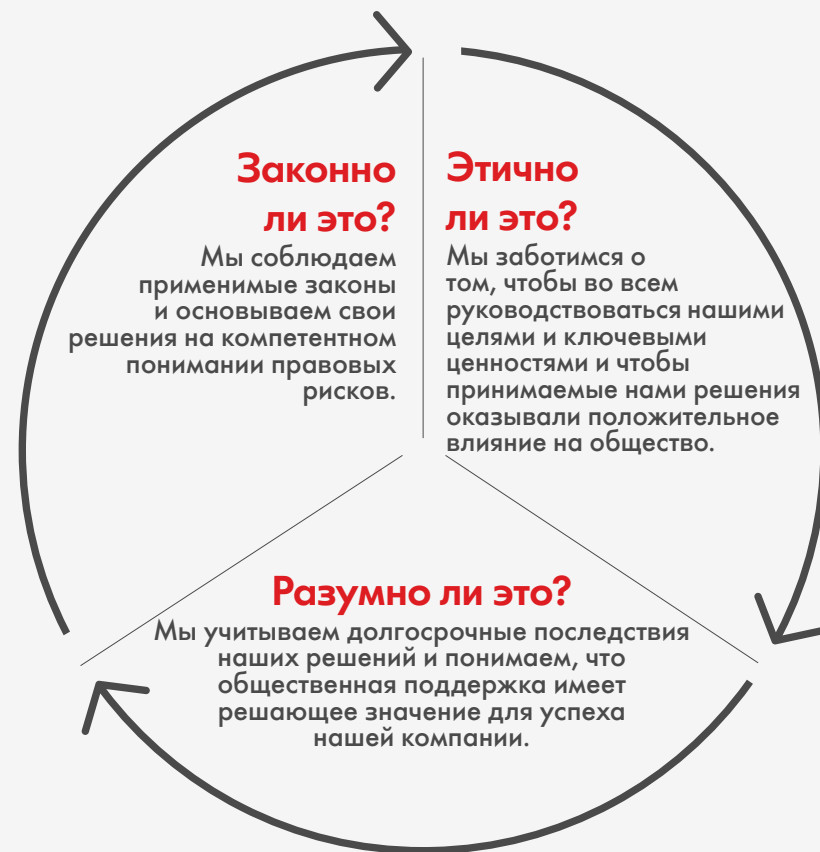 Законно
ли это?
Мы соблюдаем
применимые законы
и основываем свои
решения на компетентном
понимании правовых
рисков.
Этично
ли это?
Мы заботимся о
том, чтобы во всем
руководствоваться нашими
целями и ключевыми
ценностями и чтобы
принимаемые нами решения
оказывали положительное
влияние на общество.
Разумно ли это?
Мы учитываем долгосрочные последствия
наших решений и понимаем, что
общественная поддержка имеет
решающее значение для успеха
нашей компании.